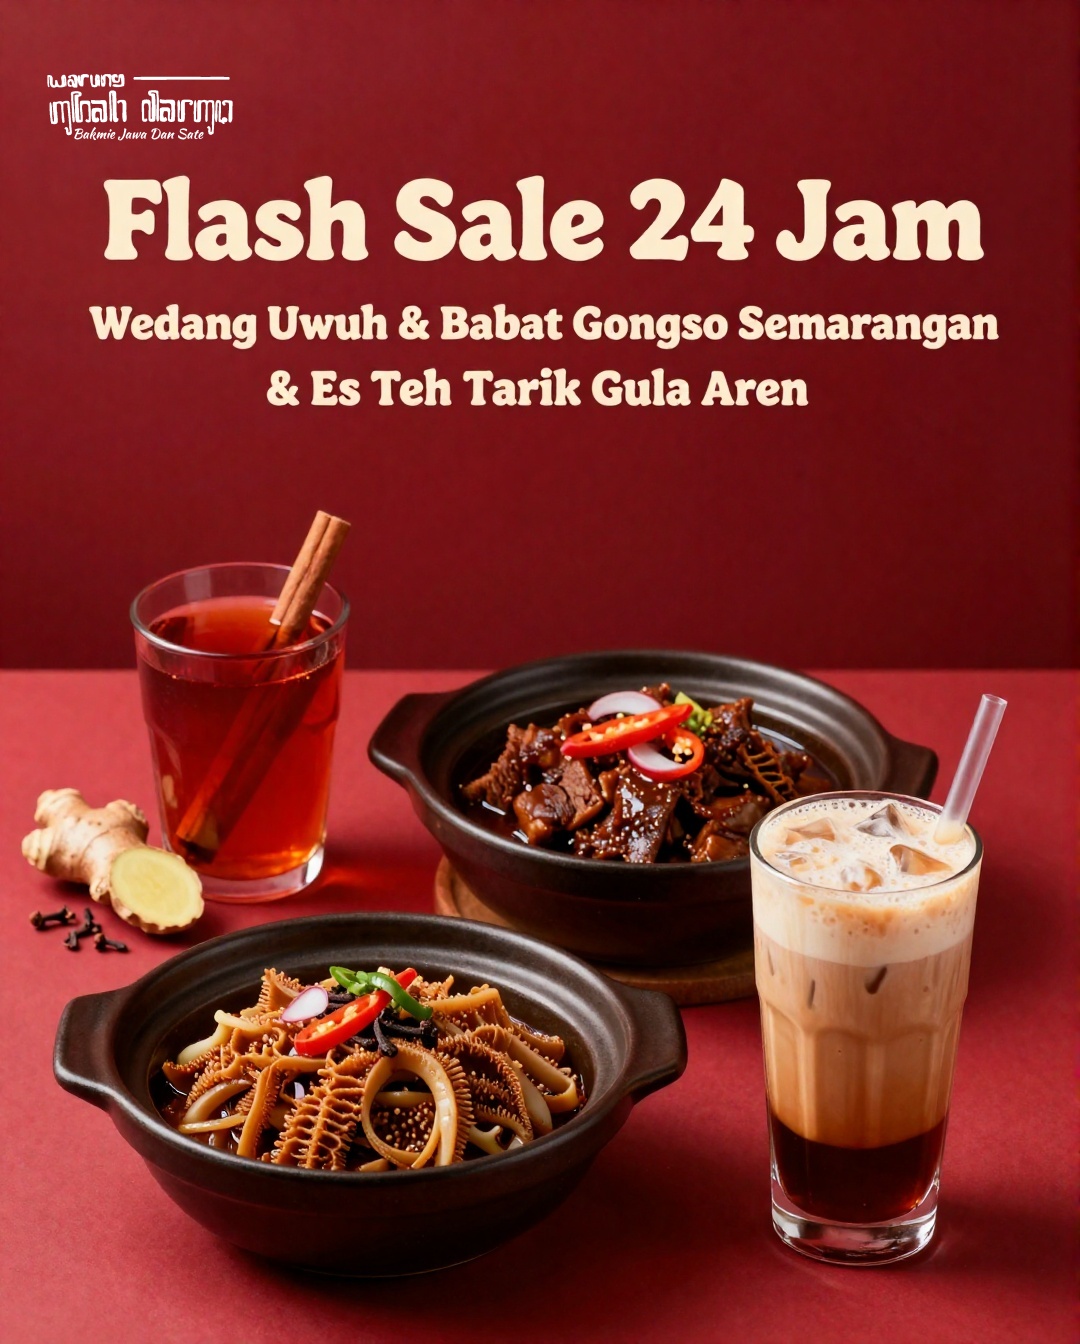 warung
mbah darmo
Bakmie Jawa Dan Sate
Flash Sale 24 Jam
Wedang Uwuh & Babat Gongso Semarangan
& Es Teh Tarik Gula Aren